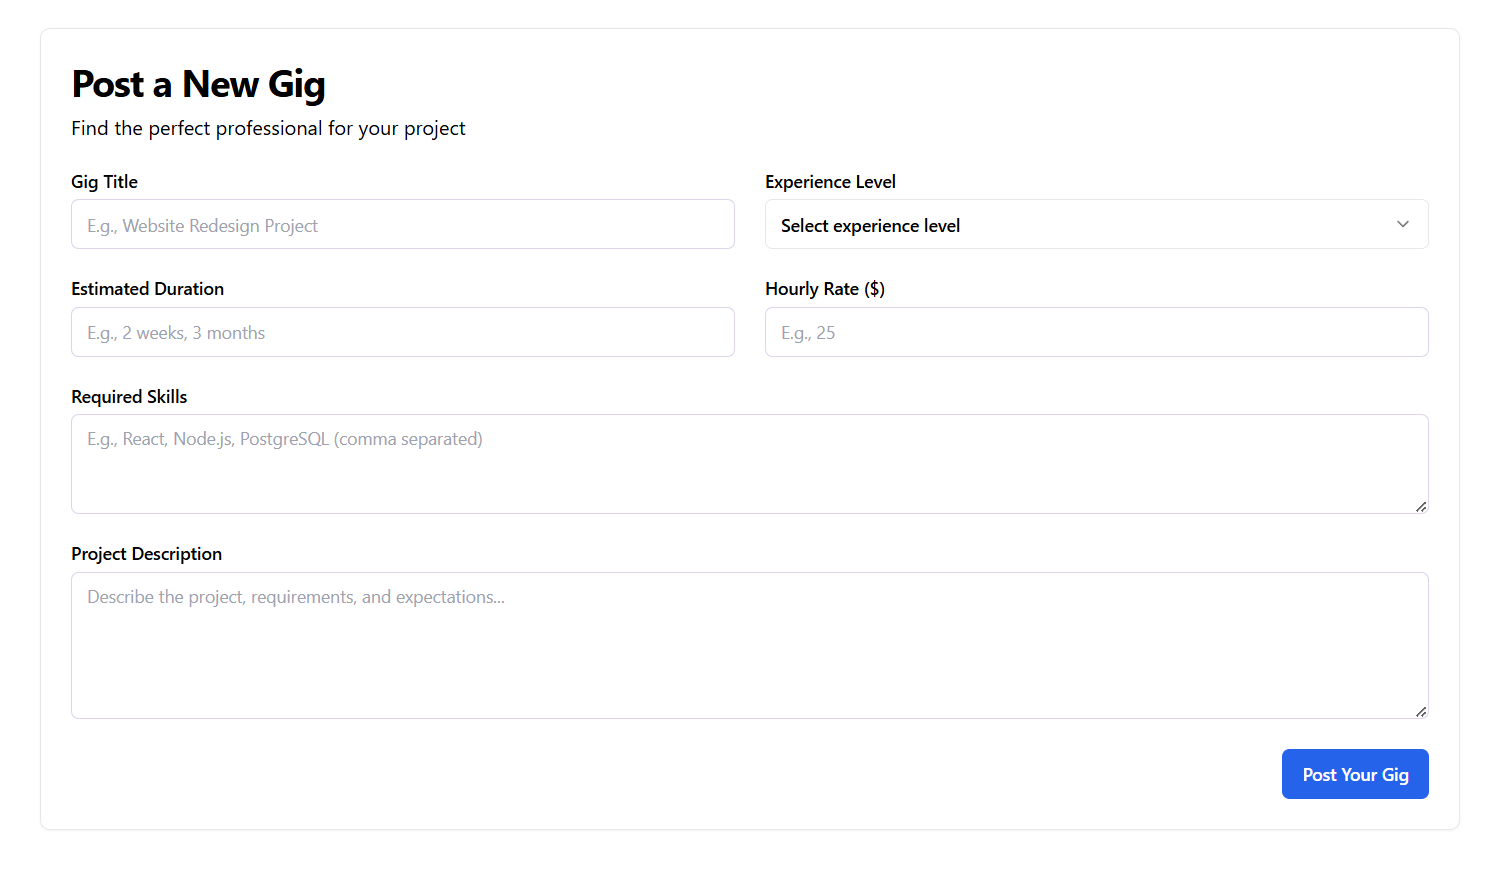 Post a New Gig
Find the perfect professional for your project
Gig Title
Experience Level
E.g., Website Redesign Project
Select experience level
Estimated Duration
Hourly Rate ($)
E.g., 2 weeks, 3 months
E.g., 25
Required Skills
E.g., React, Node.js, PostgreSQL (comma separated)
Project Description
Describe the project, requirements, and expectations...
Post Your Gig